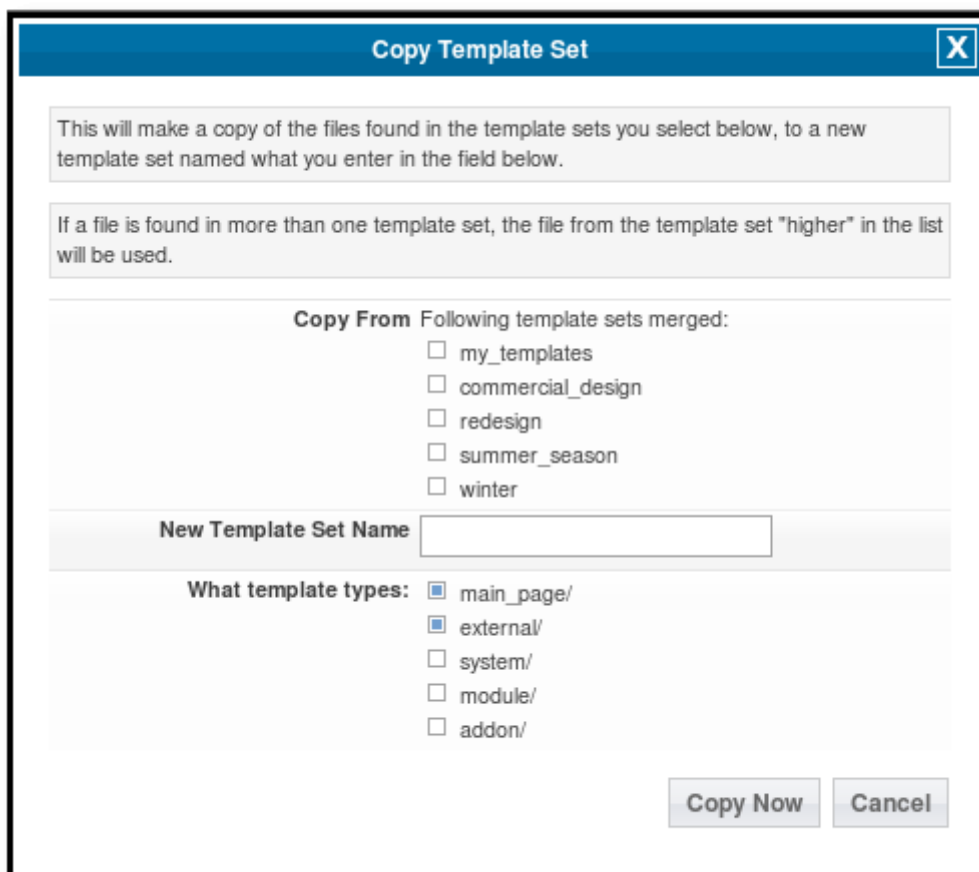 Copy Template Set X
This will make a copy of the files found in the template sets you select below, to a new
template set named what you enter in the field below.
If a file is found in more than one template set, the file from the template set "higher" in the list
will be used.
Copy From Following template sets merged:
my_templates
commercial_design
redesign
summer_season
winter
New Template Set Name
What template types: main_page/
external/
system/
module/
addon/
Copy Now Cancel